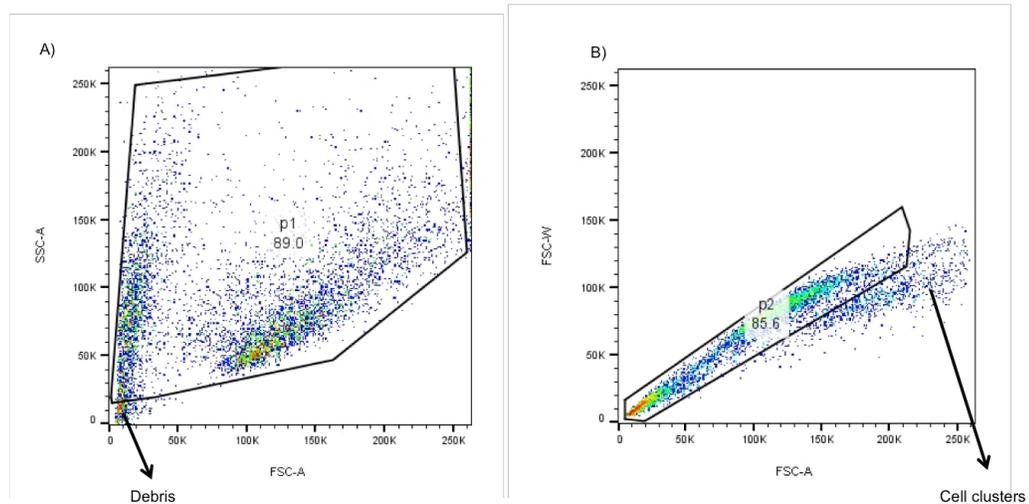 A)
250K
200K
150K
100K
50K
0
SSC-A
p1
89.0
0
50K
100K
150K
200K
250K
FSC-A
Debris
B)
250K
200K
150K
100K
50K
0
FSC-W
p2
85.6
0
50K
100K
150K
200K
250K
FSC-A
Cell clusters